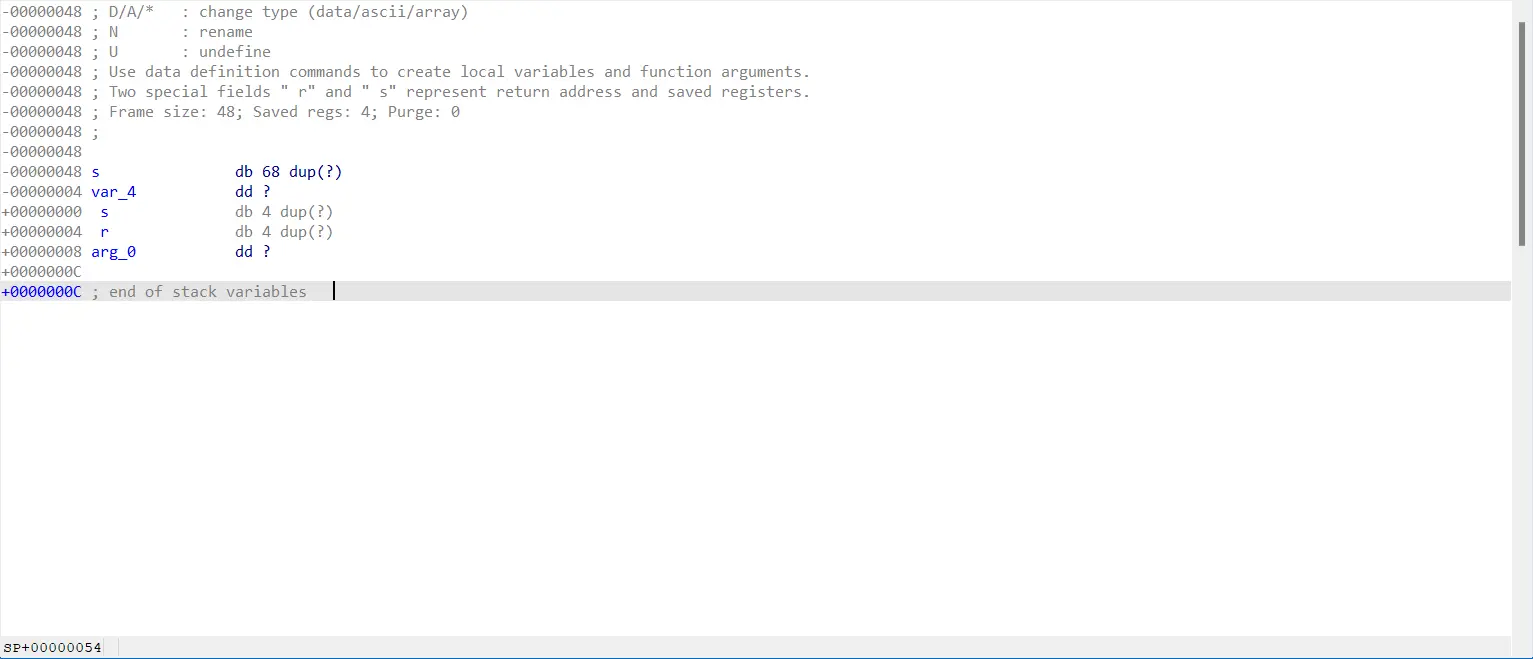 -00000048 ; D/A/*   : change type (data/ascii/array)
-00000048 ; N       : rename
-00000048 ; U       : undefine
-00000048 ; Use data definition commands to create local variables and function arguments.
-00000048 ; Two special fields " r" and " s" represent return address and saved registers.
-00000048 ; Frame size: 48; Saved regs: 4; Purge: 0
-00000048 ;
-00000048
-00000048 s               db 68 dup(?)
-00000004 var_4           dd ?
+00000000  s              db 4 dup(?)
+00000004  r              db 4 dup(?)
+00000008 arg_0           dd ?
+0000000C
+0000000C ; end of stack variables
SP+00000054